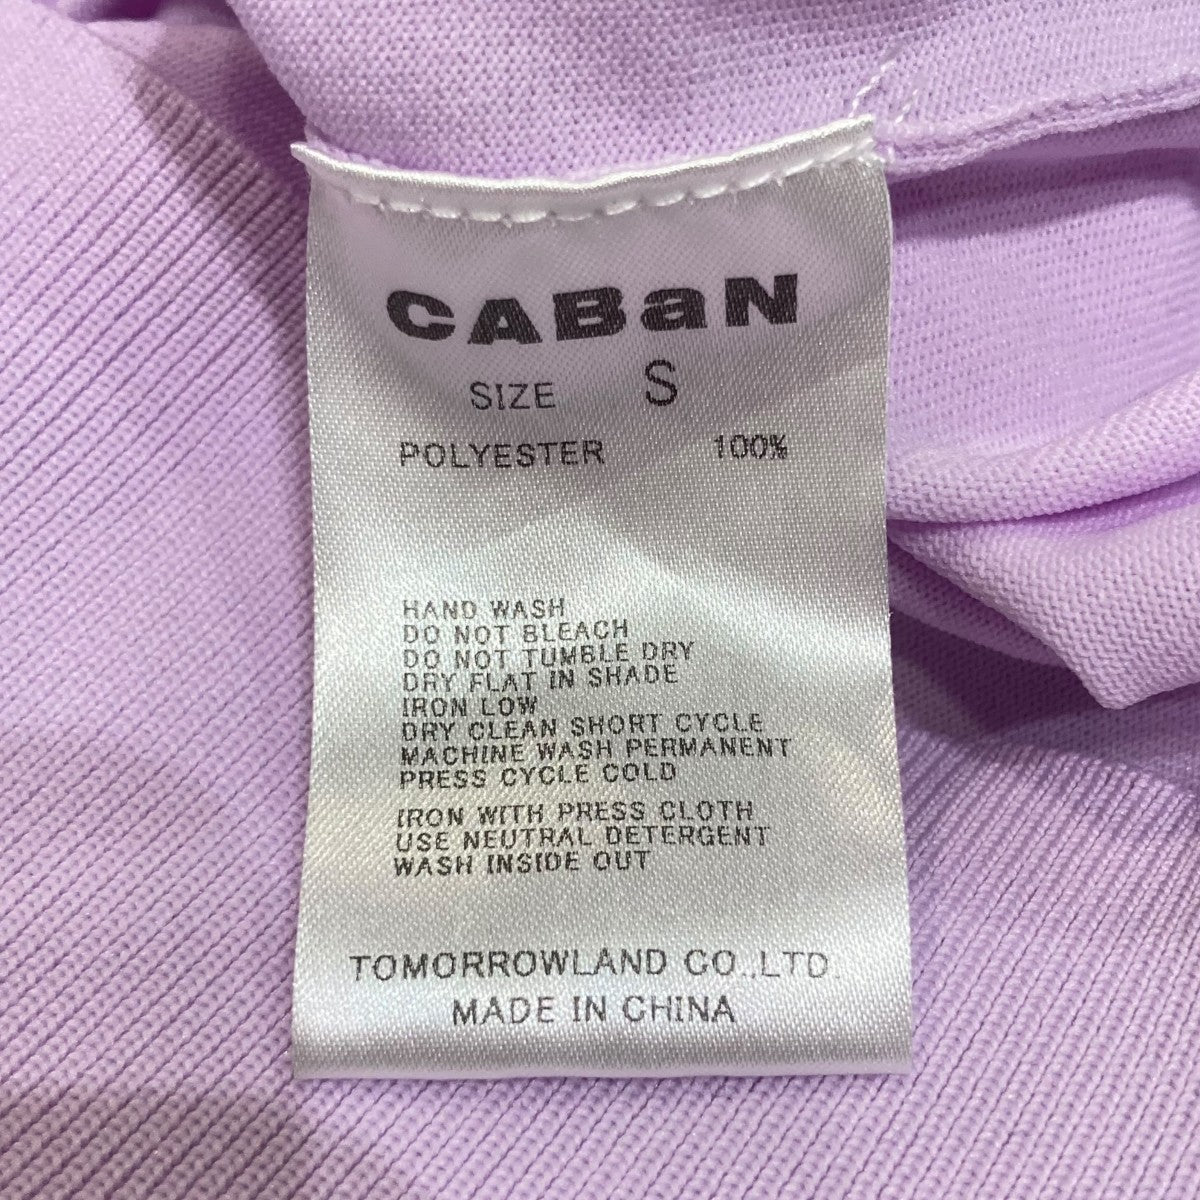 CABaN
SIZE S
POLYESTER 100%
HAND WASH
DO NOT BLEACH
DO NOT TUMBLE DRY
DRY FLAT IN SHADE
IRON LOW
DRY CLEAN SHORT CYCLE
MACHINE WASH PERMANENT
PRESS CYCLE COLD
IRON WITH PRESS CLOTH
USE NEUTRAL DETERGENT
WASH INSIDE OUT
TOMORROWLAND CO.,LTD.
MADE IN CHINA